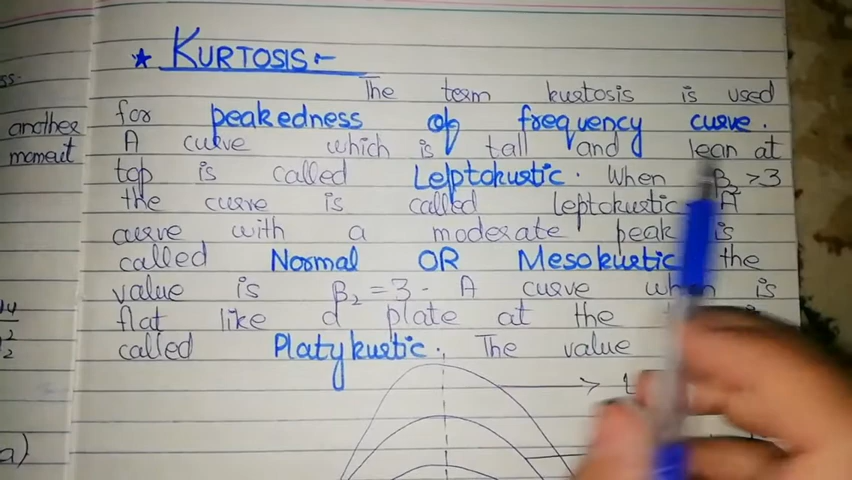 ss.
another
moment
★ KURTOSIS:-
The term kurtosis is used
for peakedness of frequency curve.
A curve which is tall and lean at
top is called Leptokurtic. When β₂ >3
the curve is called leptokurtic A
curve with a moderate peak is
called Normal OR Mesokurtic the
value is β₂ = 3 - A curve when is
flat like a plate at the
called Platykurtic. The value
a)